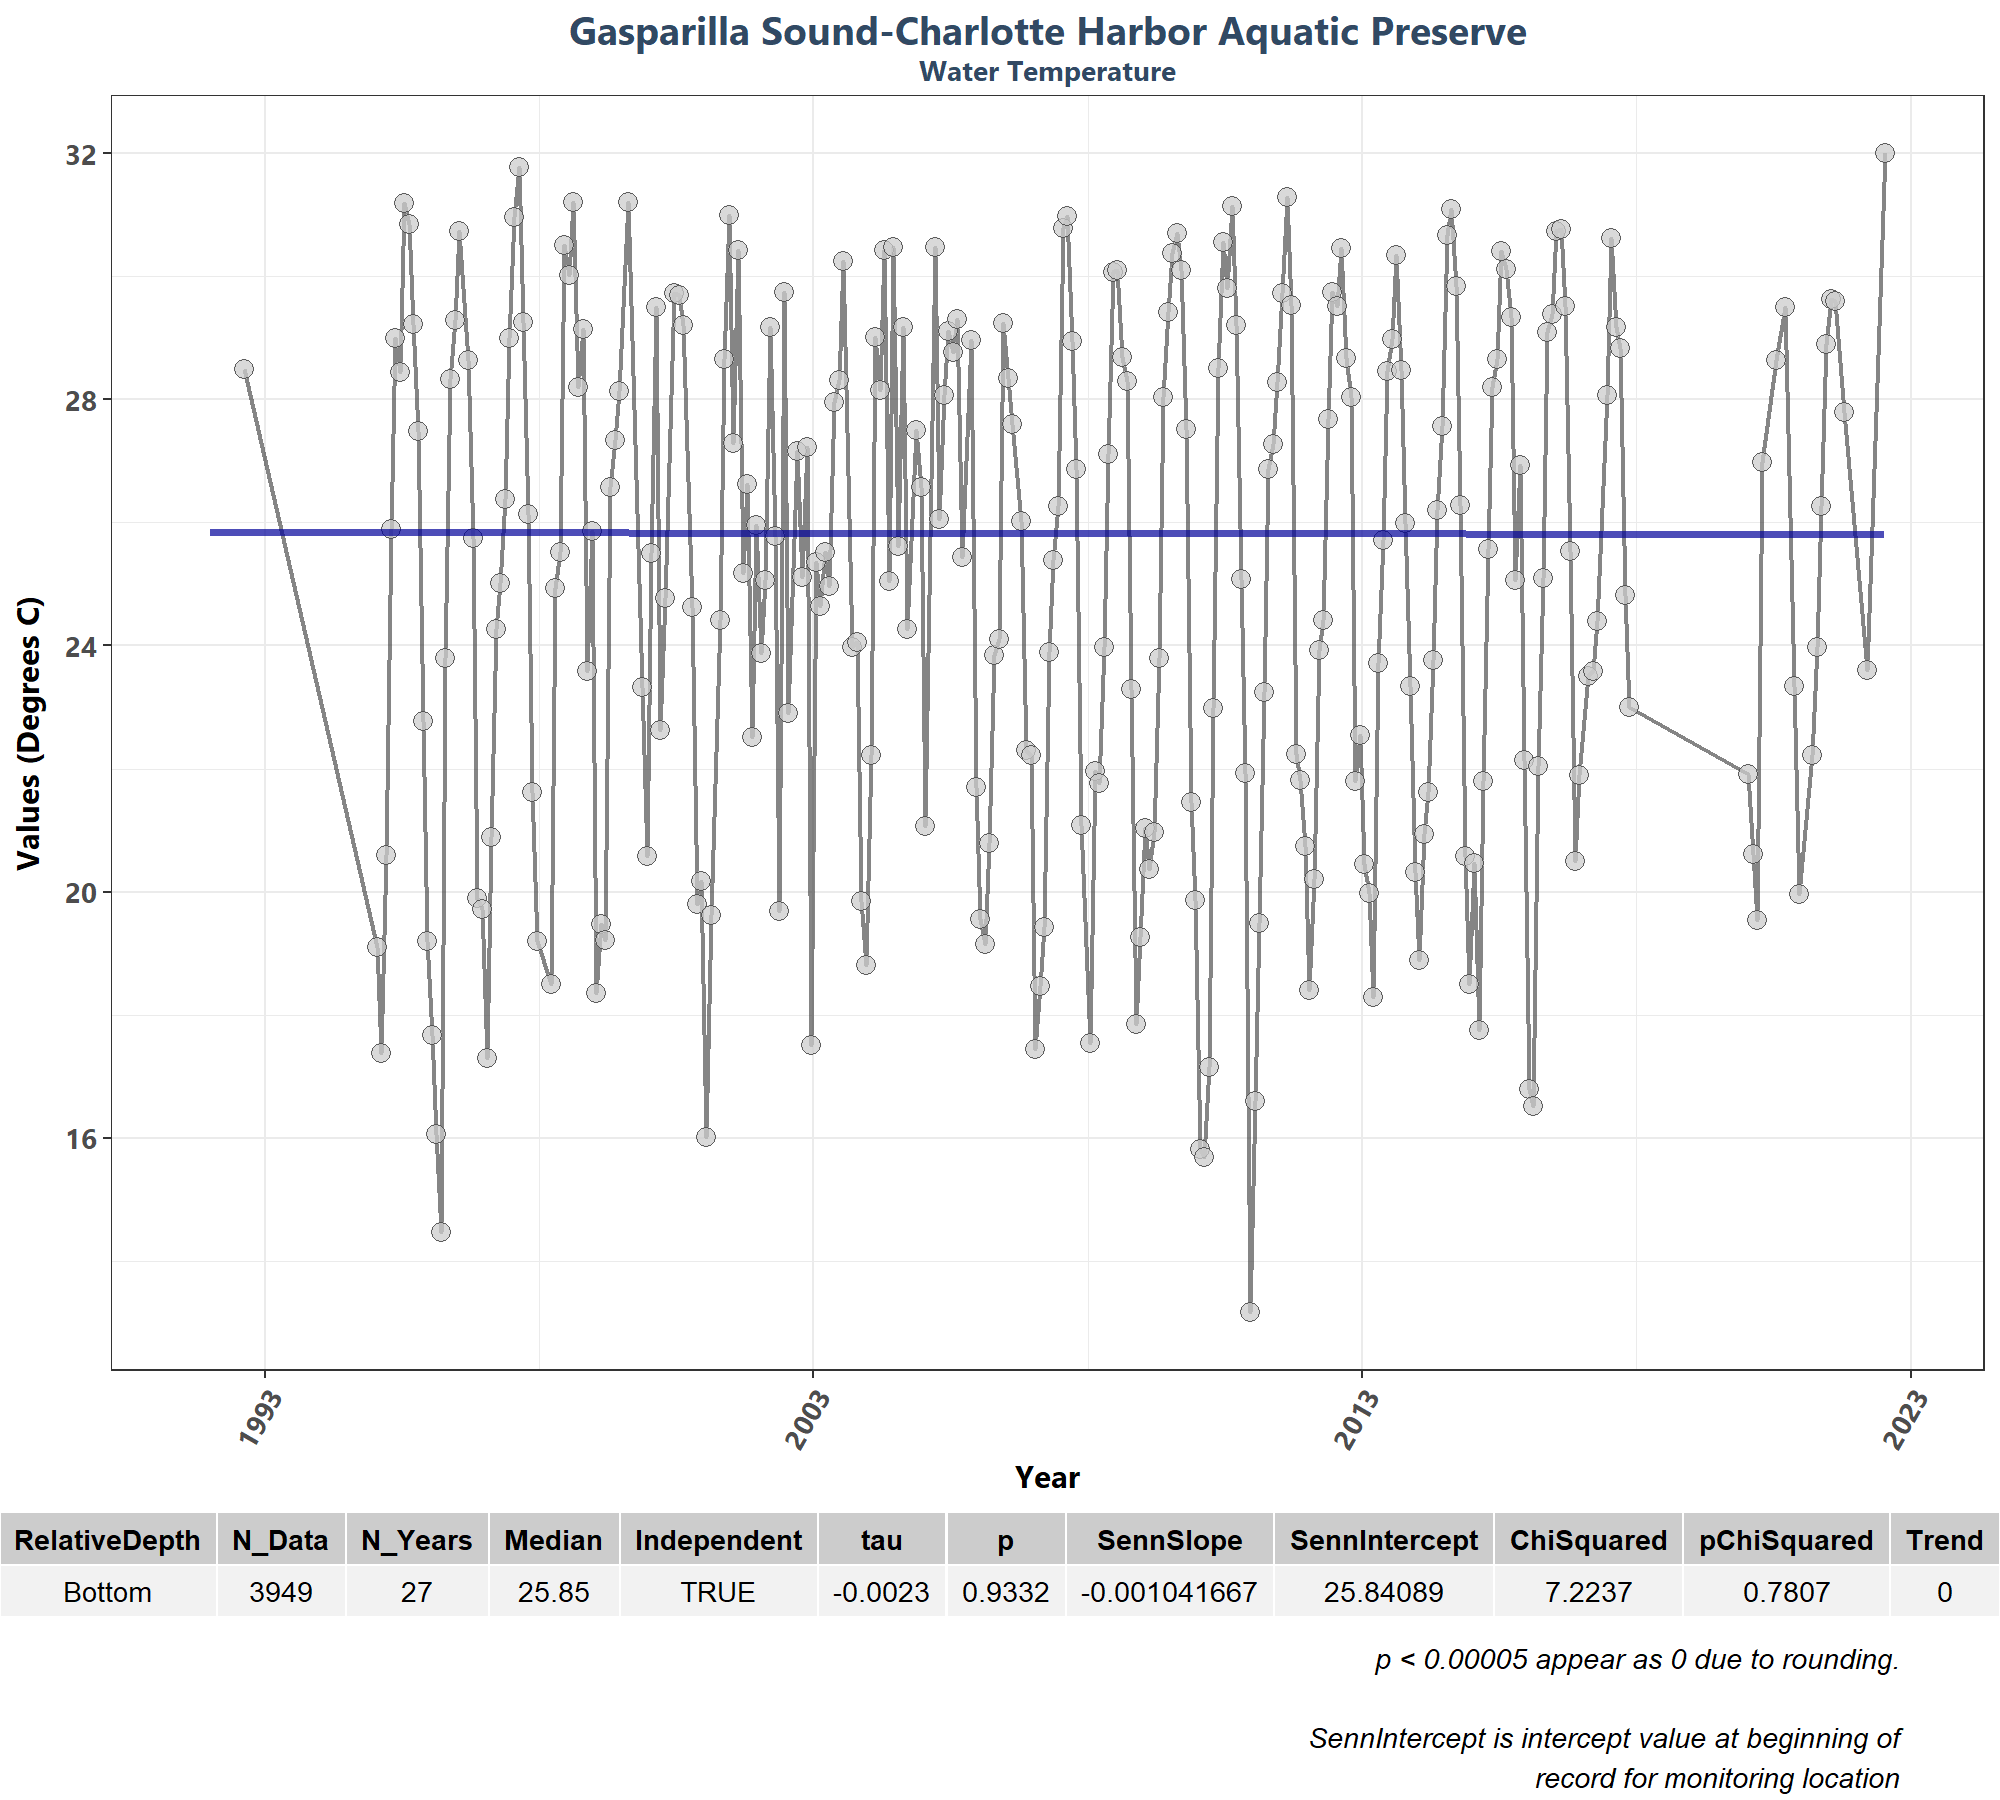 Gasparilla Sound-Charlotte Harbor Aquatic Preserve
Water Temperature
32
28
24
20
16
Values (Degrees C)
1993
2003
2013
2023
Year
RelativeDepth N_Data N_Years Median Independent tau p SennSlope SennIntercept ChiSquared pChiSquared Trend
Bottom 3949 27 25.85 TRUE -0.0023 0.9332 -0.001041667 25.84089 7.2237 0.7807 0
p < 0.00005 appear as 0 due to rounding.
SennIntercept is intercept value at beginning of
record for monitoring location